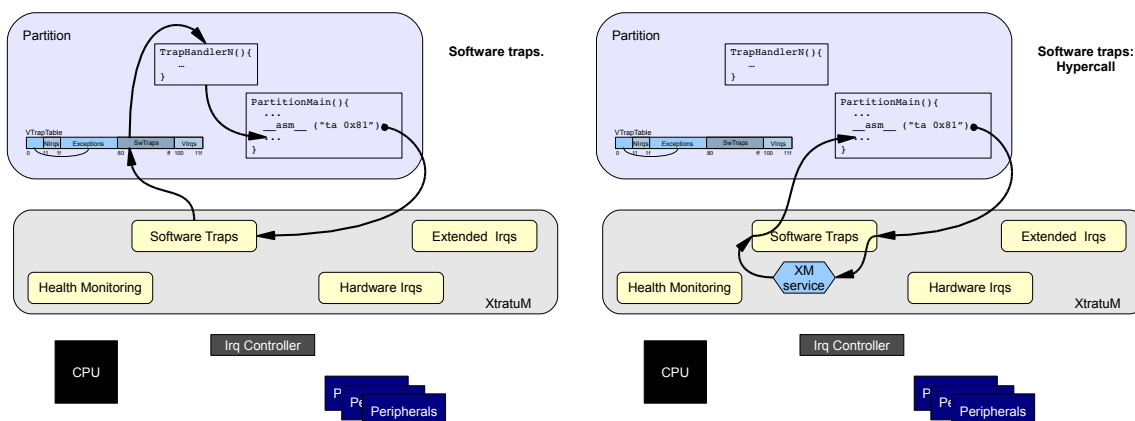 Partition
Software traps.
TrapHandlerN(){
…
}
PartitionMain(){
...
__asm__ ("ta 0x81")
...
}
VTrapTable
NIrqs Exceptions SwTraps VIrqs
0 11 1f 80 ff 100 11f
Software Traps
Extended Irqs
Health Monitoring
Hardware Irqs
XtratuM
Irq Controller
CPU
P
Pe
Peripherals
Partition
Software traps:
Hypercall
TrapHandlerN(){
…
}
PartitionMain(){
...
__asm__ ("ta 0x81")
...
}
VTrapTable
NIrqs Exceptions SwTraps VIrqs
0 11 1f 80 ff 100 11f
Software Traps
Extended Irqs
XM
service
Health Monitoring
Hardware Irqs
XtratuM
Irq Controller
CPU
P
Pe
Peripherals